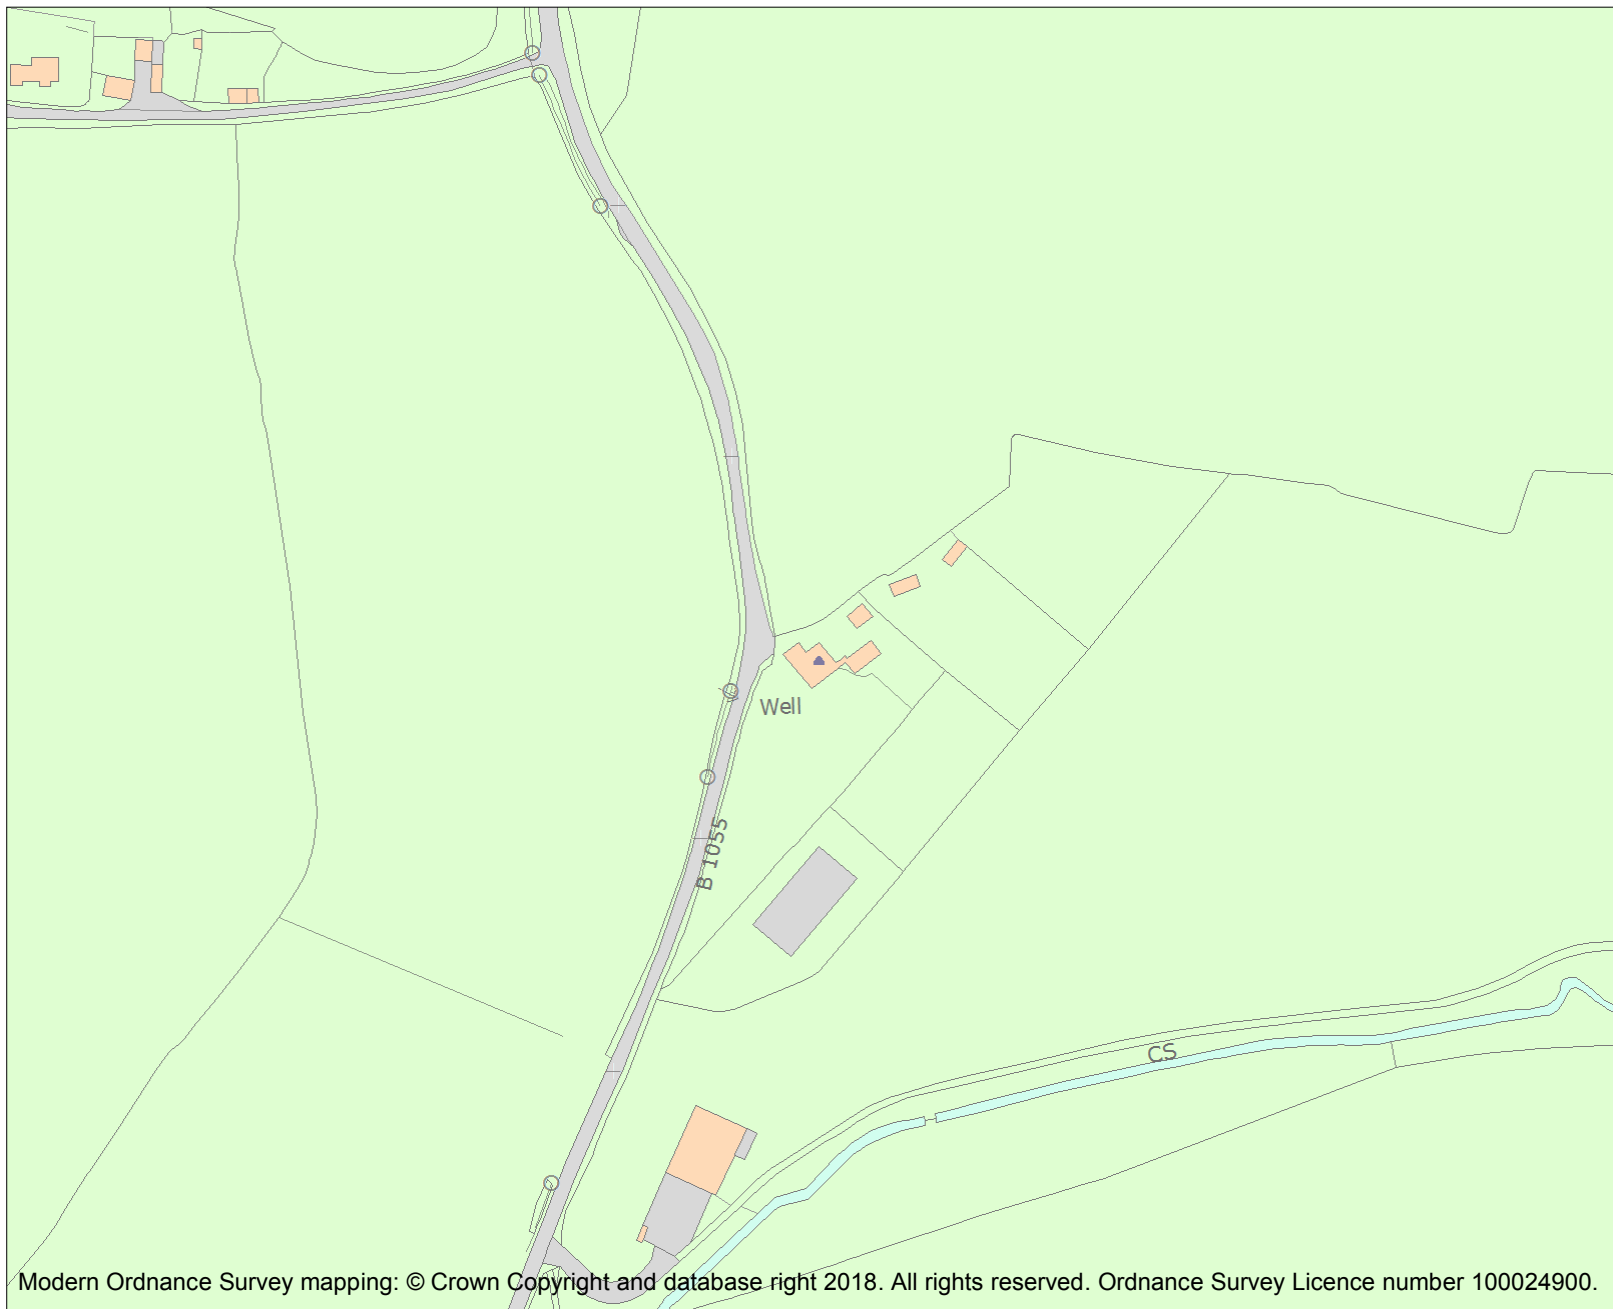 Well
B 1055
CS
Modern Ordnance Survey mapping: © Crown Copyright and database right 2018. All rights reserved. Ordnance Survey Licence number 100024900.